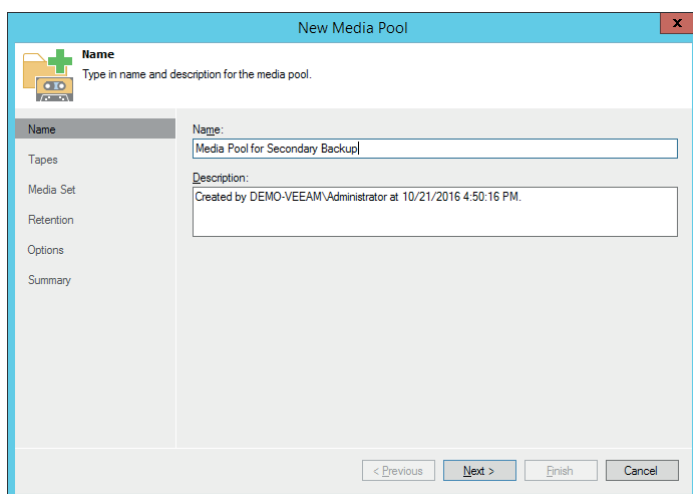 New Media Pool
x
Name
Type in name and description for the media pool.
Name
Tapes
Media Set
Retention
Options
Summary
Name:
Media Pool for Secondary Backup
Description:
Created by DEMO-VEEAM\Administrator at 10/21/2016 4:50:16 PM.
< Previous
Next >
Finish
Cancel